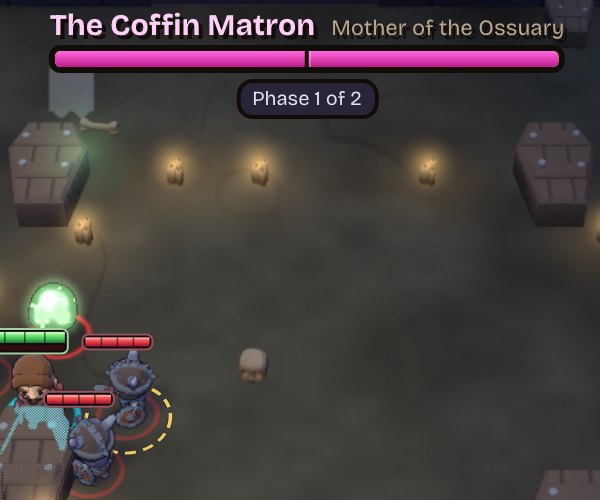 The Coffin Matron Mother of the Ossuary
Phase 1 of 2